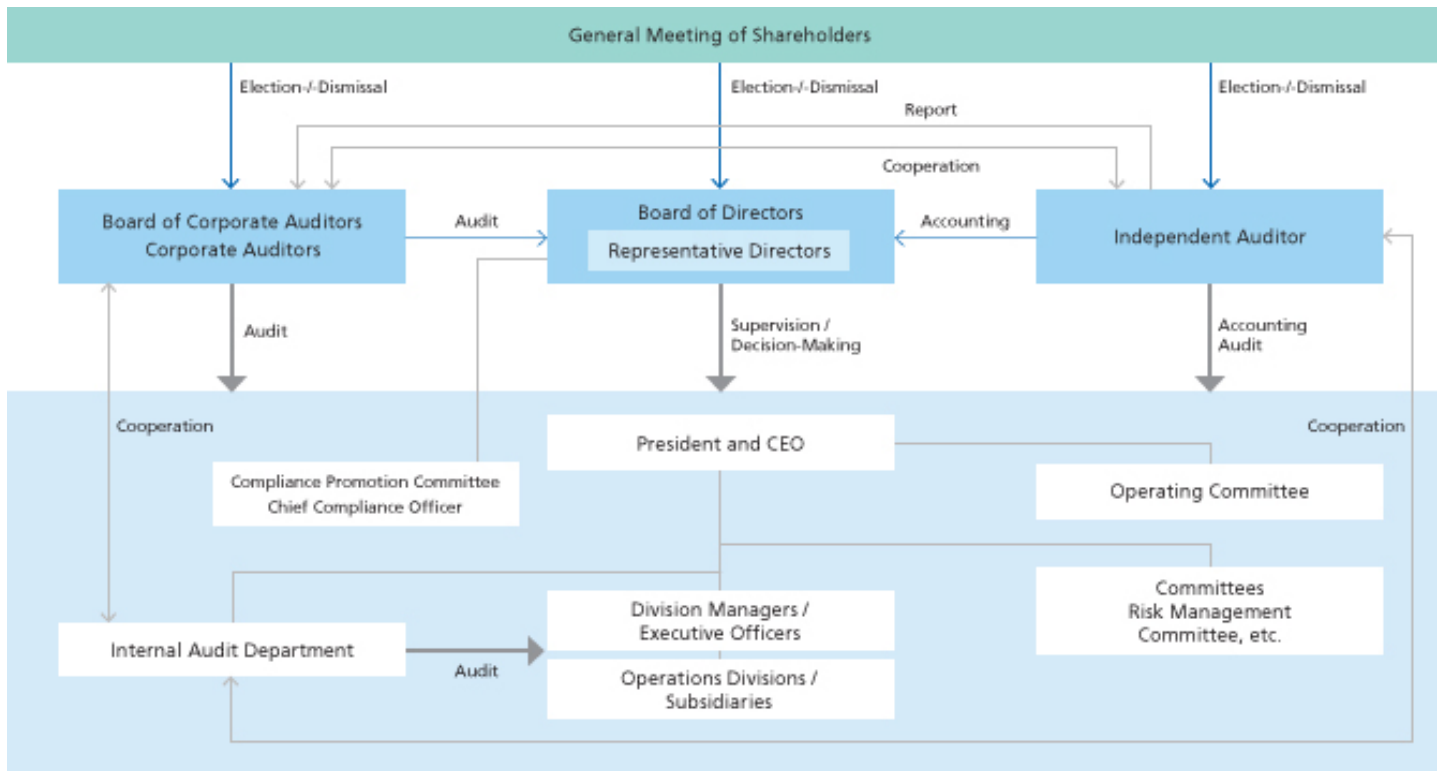 General Meeting of Shareholders
Election-/-Dismissal
Election-/-Dismissal
Election-/-Dismissal
Report
Cooperation
Board of Corporate Auditors
Corporate Auditors
Audit
Board of Directors
Representative Directors
Accounting
Independent Auditor
Audit
Supervision /
Decision-Making
Accounting
Audit
Cooperation
Cooperation
President and CEO
Compliance Promotion Committee
Chief Compliance Officer
Operating Committee
Committees
Risk Management
Committee, etc.
Division Managers /
Executive Officers
Internal Audit Department
Audit
Operations Divisions /
Subsidiaries